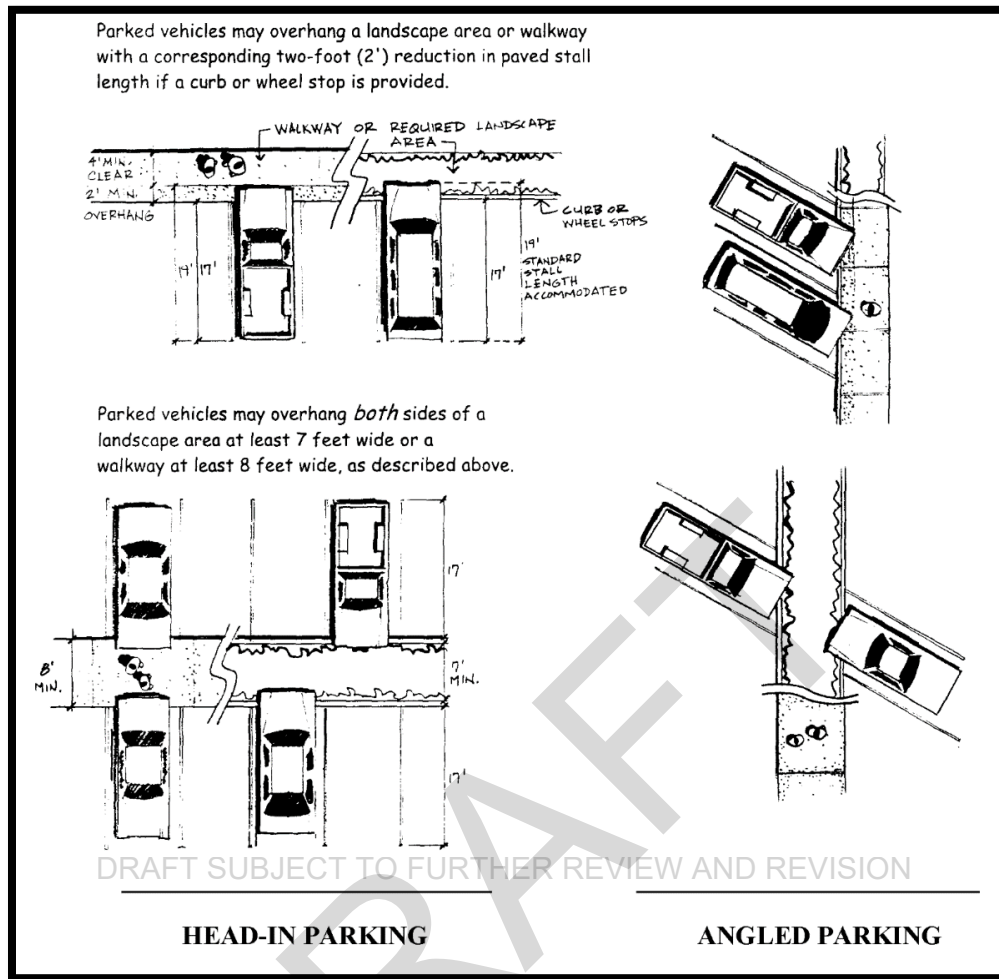 Parked vehicles may overhang a landscape area or walkway
with a corresponding two-foot (2') reduction in paved stall
length if a curb or wheel stop is provided.
WALKWAY OR REQUIRED LANDSCAPE
AREA
4' MIN.
CLEAR
2' MIN.
OVERHANG
CURB OR
WHEEL STOPS
19'
17'
17'
19'
STANDARD
STALL
LENGTH
ACCOMMODATED
Parked vehicles may overhang both sides of a
landscape area at least 7 feet wide or a
walkway at least 8 feet wide, as described above.
17'
8'
MIN.
7'
MIN.
17'
DRAFT
DRAFT SUBJECT TO FURTHER REVIEW AND REVISION
HEAD-IN PARKING
ANGLED PARKING